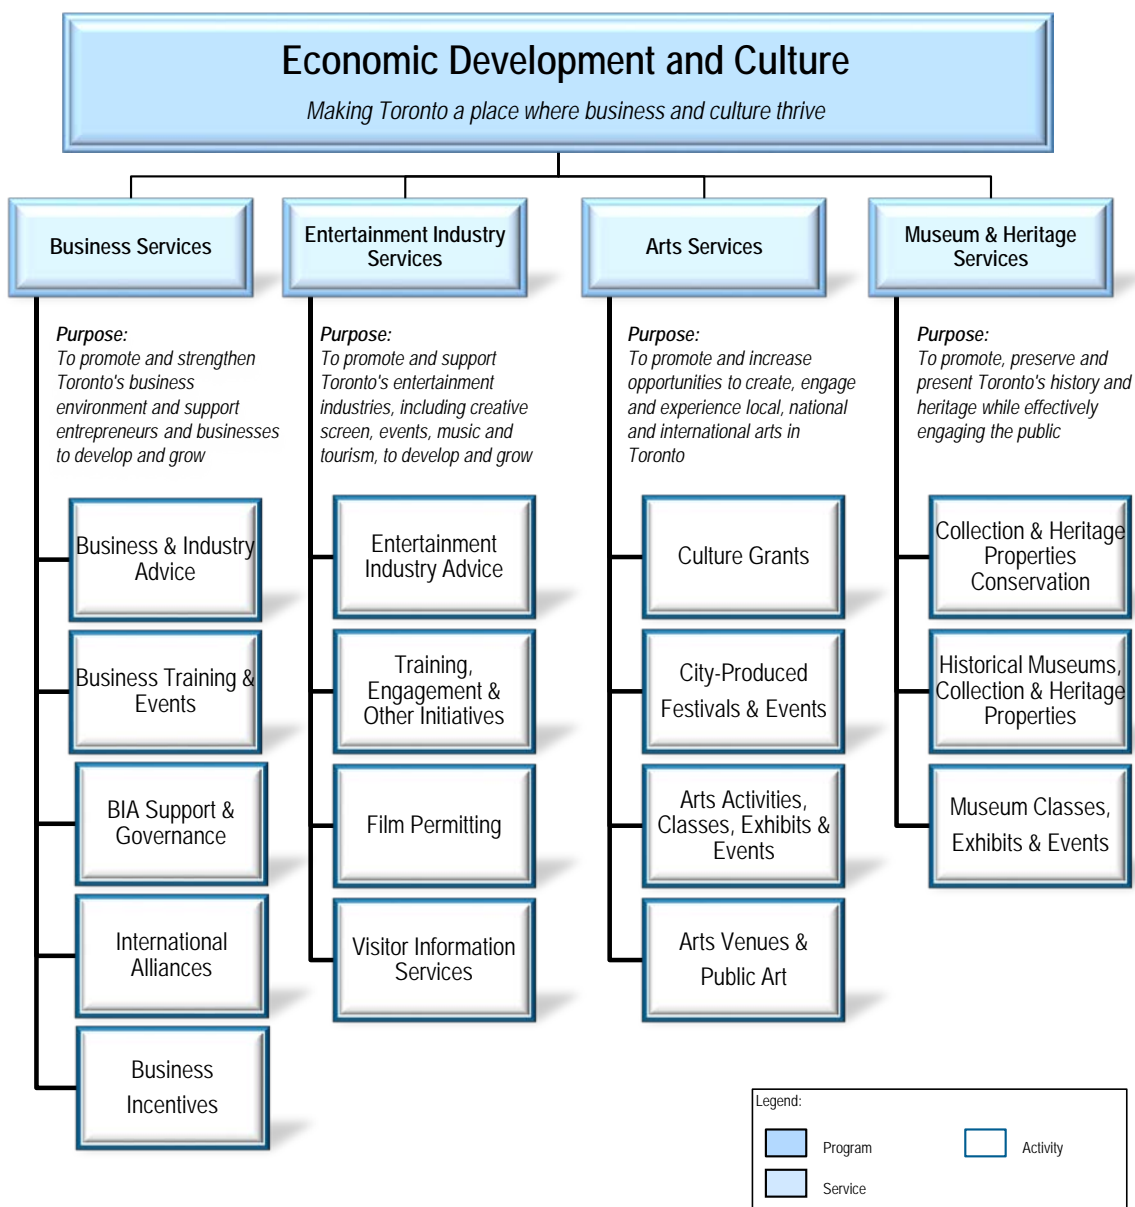 Economic Development and Culture
Making Toronto a place where business and culture thrive
Business Services
Entertainment Industry
Services
Arts Services
Museum & Heritage
Services
Purpose:
To promote and strengthen
Toronto's business
environment and support
entrepreneurs and businesses
to develop and grow
Purpose:
To promote and support
Toronto's entertainment
industries, including creative
screen, events, music and
tourism, to develop and grow
Purpose:
To promote and increase
opportunities to create, engage
and experience local, national
and international arts in
Toronto
Purpose:
To promote, preserve and
present Toronto's history and
heritage while effectively
engaging the public
Business & Industry
Advice
Business Training &
Events
BIA Support &
Governance
International
Alliances
Business
Incentives
Entertainment
Industry Advice
Training,
Engagement &
Other Initiatives
Film Permitting
Visitor Information
Services
Culture Grants
City-Produced
Festivals & Events
Arts Activities,
Classes, Exhibits &
Events
Arts Venues &
Public Art
Collection & Heritage
Properties
Conservation
Historical Museums,
Collection & Heritage
Properties
Museum Classes,
Exhibits & Events
Legend:
Program
Activity
Service